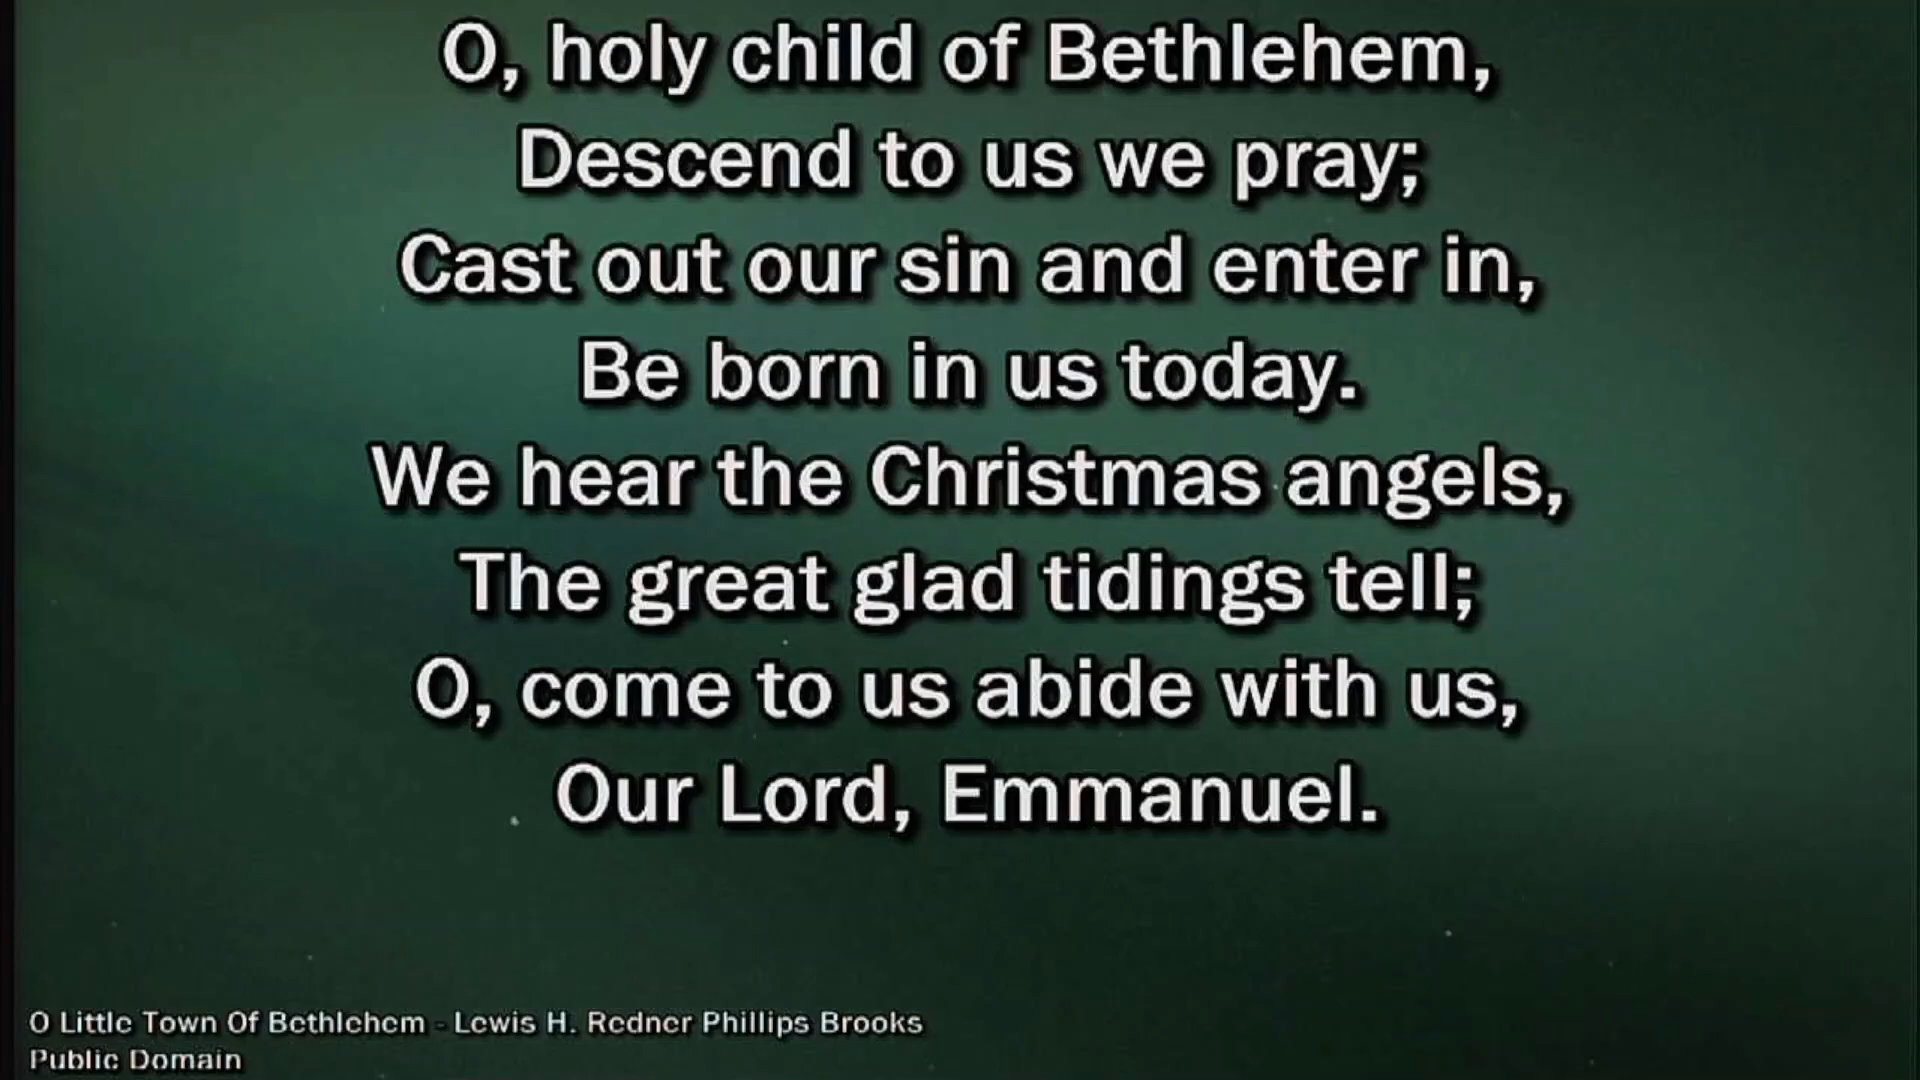 O, holy child of Bethlehem,
Descend to us we pray;
Cast out our sin and enter in,
Be born in us today.
We hear the Christmas angels,
The great glad tidings tell;
O, come to us abide with us,
Our Lord, Emmanuel.
O Little Town Of Bethlehem - Lewis H. Redner Phillips Brooks
Public Domain